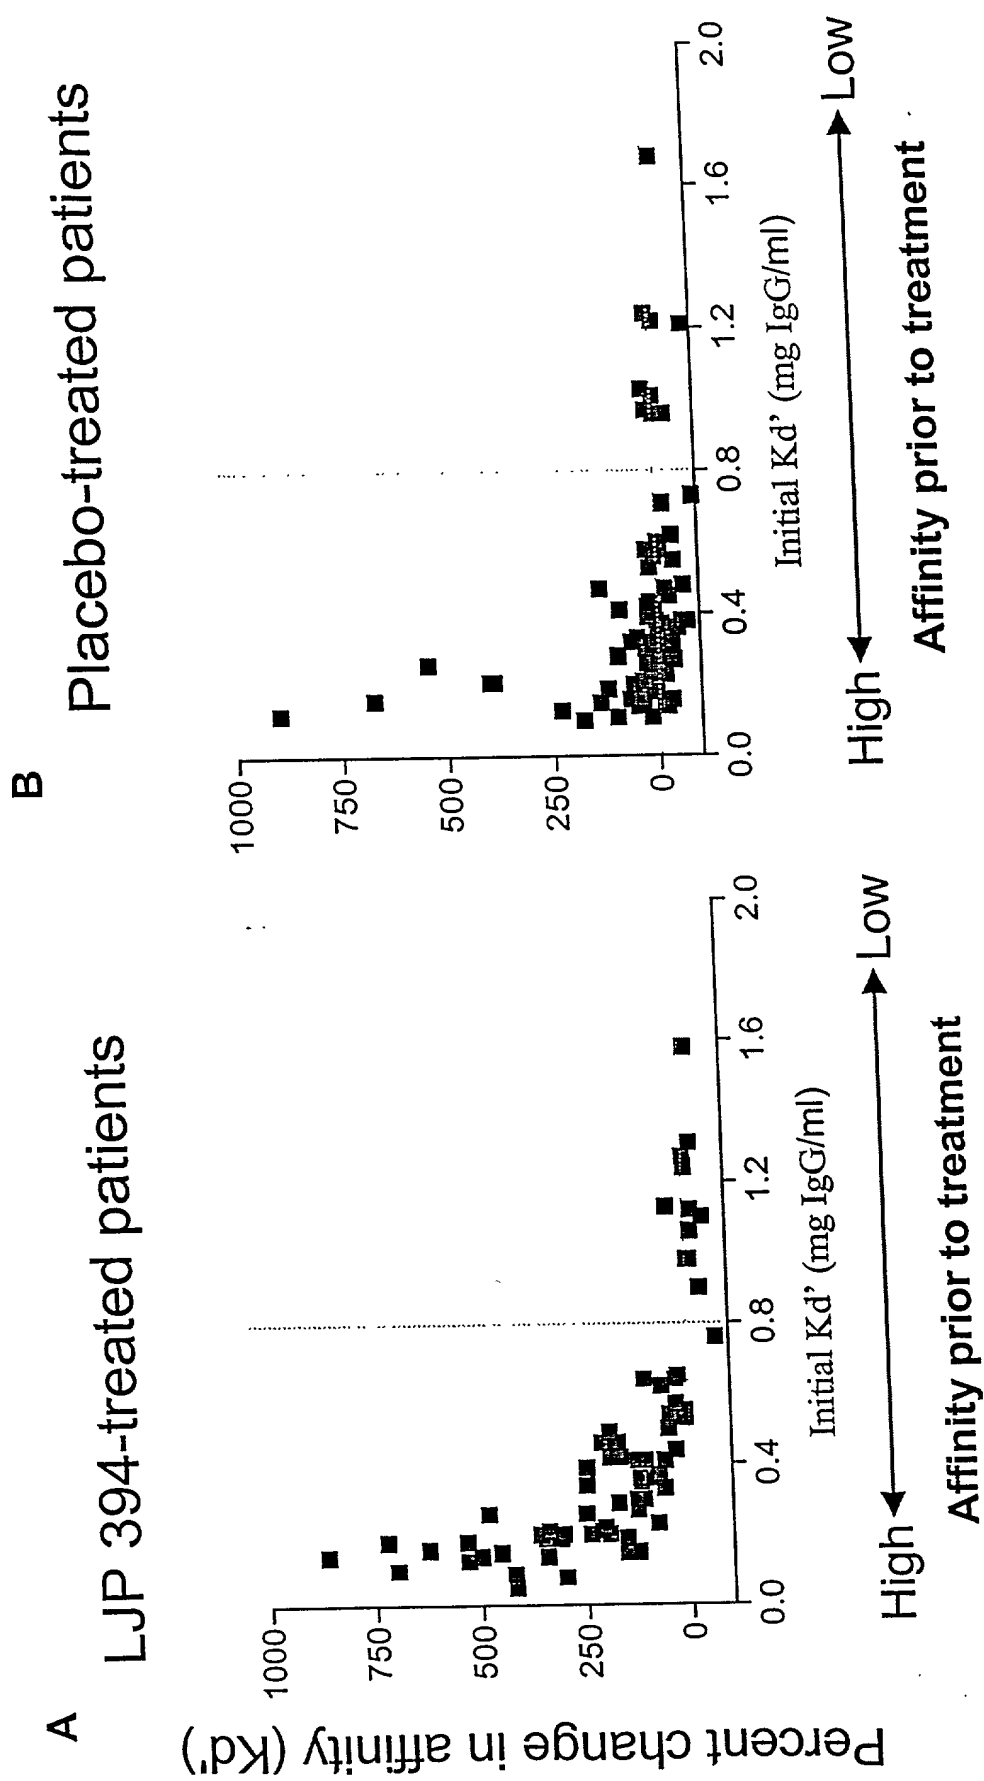 A
LJP 394-treated patients
Percent change in affinity (Kd')
1000
750
500
250
0
0.0
0.4
0.8
1.2
1.6
2.0
Initial Kd' (mg IgG/ml)
High
Low
Affinity prior to treatment
B
Placebo-treated patients
1000
750
500
250
0
0.0
0.4
0.8
1.2
1.6
2.0
Initial Kd' (mg IgG/ml)
High
Low
Affinity prior to treatment